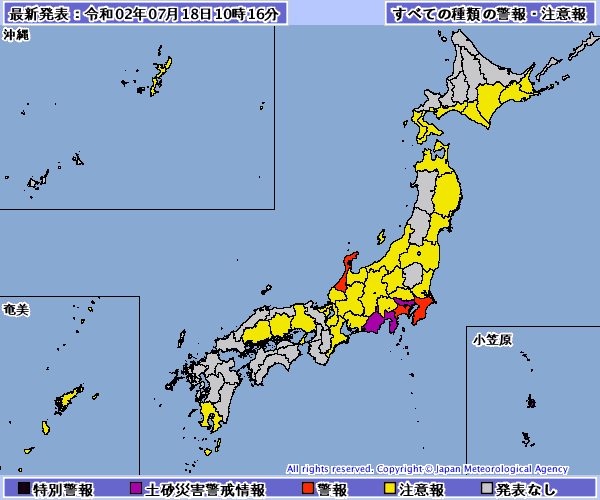 最新発表：令和02年07月18日10時16分
すべての種類の警報・注意報
沖縄
奄美
小笠原
All rights reserved. Copyright © Japan Meteorological Agency
特別警報 土砂災害警戒情報 警報 注意報 発表なし